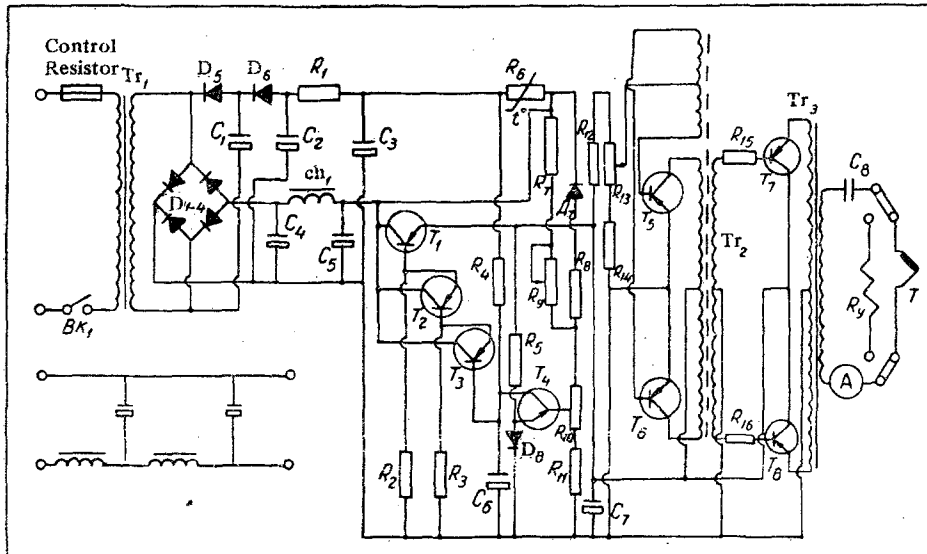 Control
Resistor
Tr₁
D₅
D₆
R₁
R₆
t°
C₁
C₂
C₃
ch₁
D₁₋₄
C₄
C₅
T₁
T₂
T₃
R₄
R₇
R₁₂
R₁₃
Д₇
R₉
R₈
R₁₄
R₅
T₄
R₁₀
R₁₁
D₈
R₂
R₃
C₆
C₇
T₅
T₆
Tr₂
R₁₅
R₁₆
T₇
T₈
Tr₃
C₈
Ry
T
A
BK₁